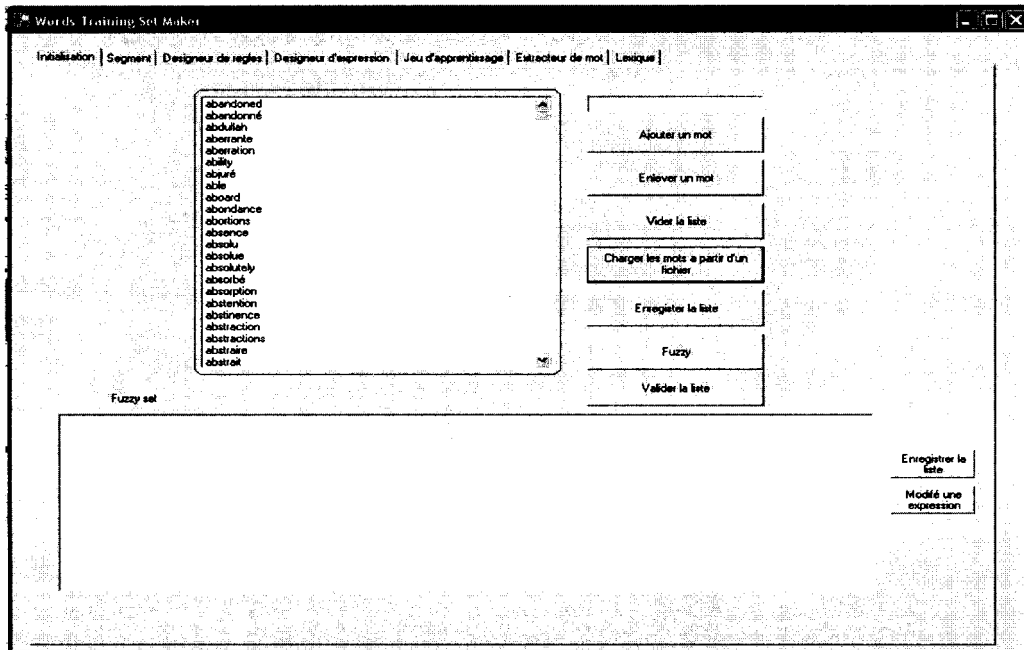 Words Training Set Maker
Initialisation Segment Designeur de regles Designeur d'expression Jeu d'apprentissage Extracteur de mot Lexique
abandoned
abandonné
abdullah
aberrante
aberration
ability
abjuré
able
aboard
abondance
abortions
absence
absolu
absolue
absolutely
absorbé
absorption
abstention
abstinence
abstraction
abstractions
abstraire
abstrait
Ajouter un mot
Enlever un mot
Vider la liste
Charger les mots a partir d'un
fichier
Enregister la liste
Fuzzy
Valider la liste
Fuzzy set
Enregistrer la
liste
Modifé une
expression